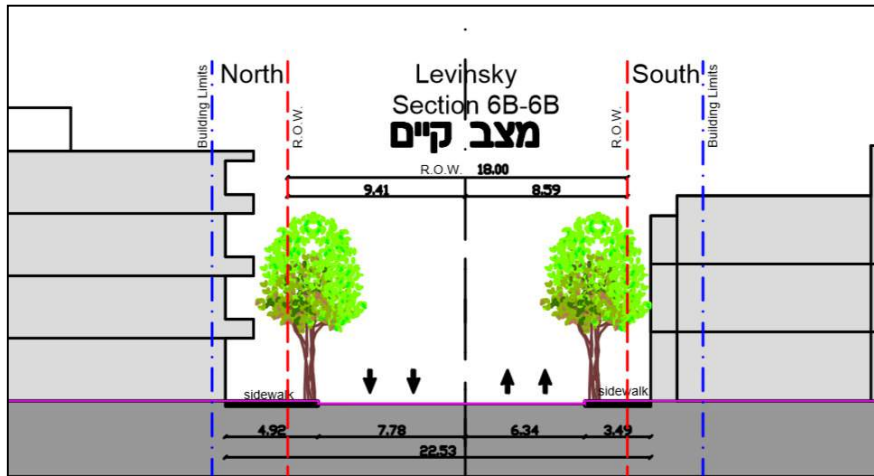 North
Levinsky
South
Section 6B-6B
מצב קיים
Building Limits
R.O.W.
R.O.W.
Building Limits
R.O.W. 18.00
9.41
8.59
sidewalk
sidewalk
4.92
7.78
6.34
3.49
22.53